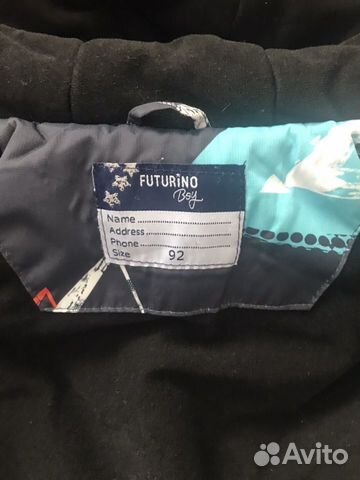 FUTURiNO
Boy
Name
Address
Phone
Size 92
Avito